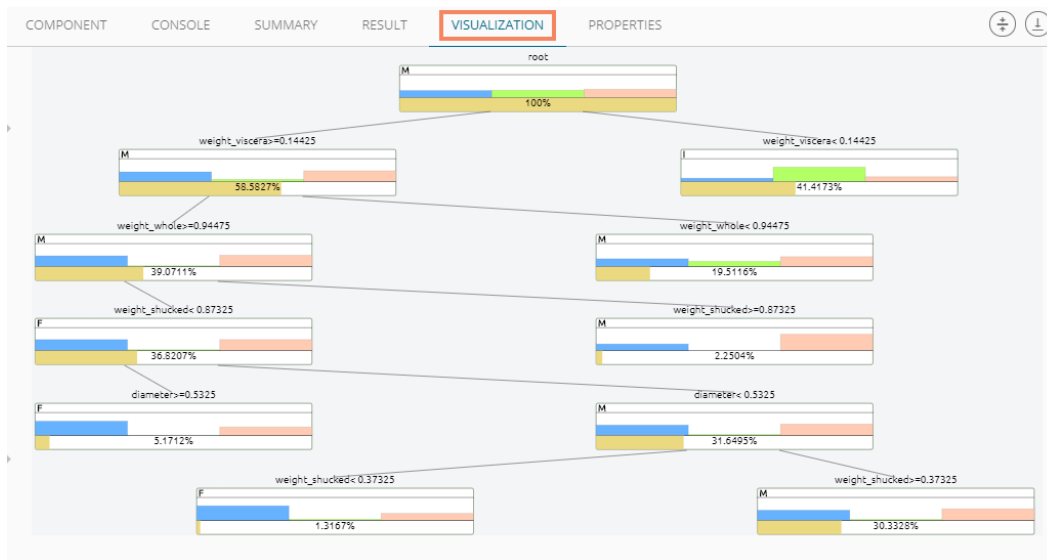 COMPONENT CONSOLE SUMMARY RESULT VISUALIZATION PROPERTIES
root
M
100%
weight_viscera>=0.14425 weight_viscera< 0.14425
M I
58.5827% 41.4173%
weight_whole>=0.94475 weight_whole< 0.94475
M M
39.0711% 19.5116%
weight_shucked< 0.87325 weight_shucked>=0.87325
F M
36.8207% 2.2504%
diameter>=0.5325 diameter< 0.5325
F M
5.1712% 31.6495%
weight_shucked< 0.37325 weight_shucked>=0.37325
F M
1.3167% 30.3328%